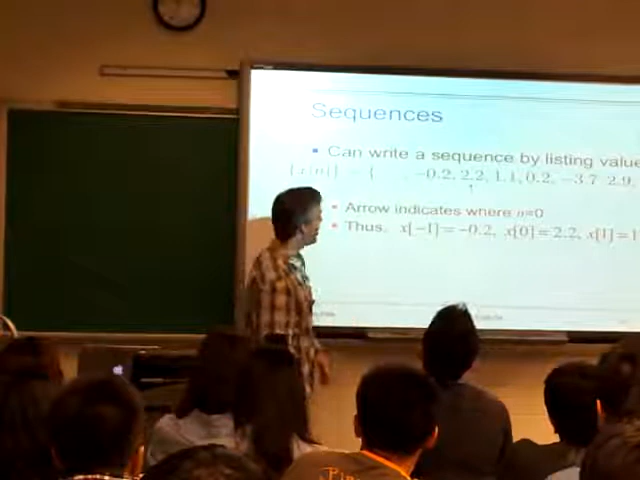 Sequences
▪ Can write a sequence by listing value
{x[n]} = { ... , −0.2, 2.2, 1.1, 0.2, −3.7, 2.9,
↑
▪ Arrow indicates where n=0
▪ Thus, x[−1]=−0.2, x[0]=2.2, x[1]=1